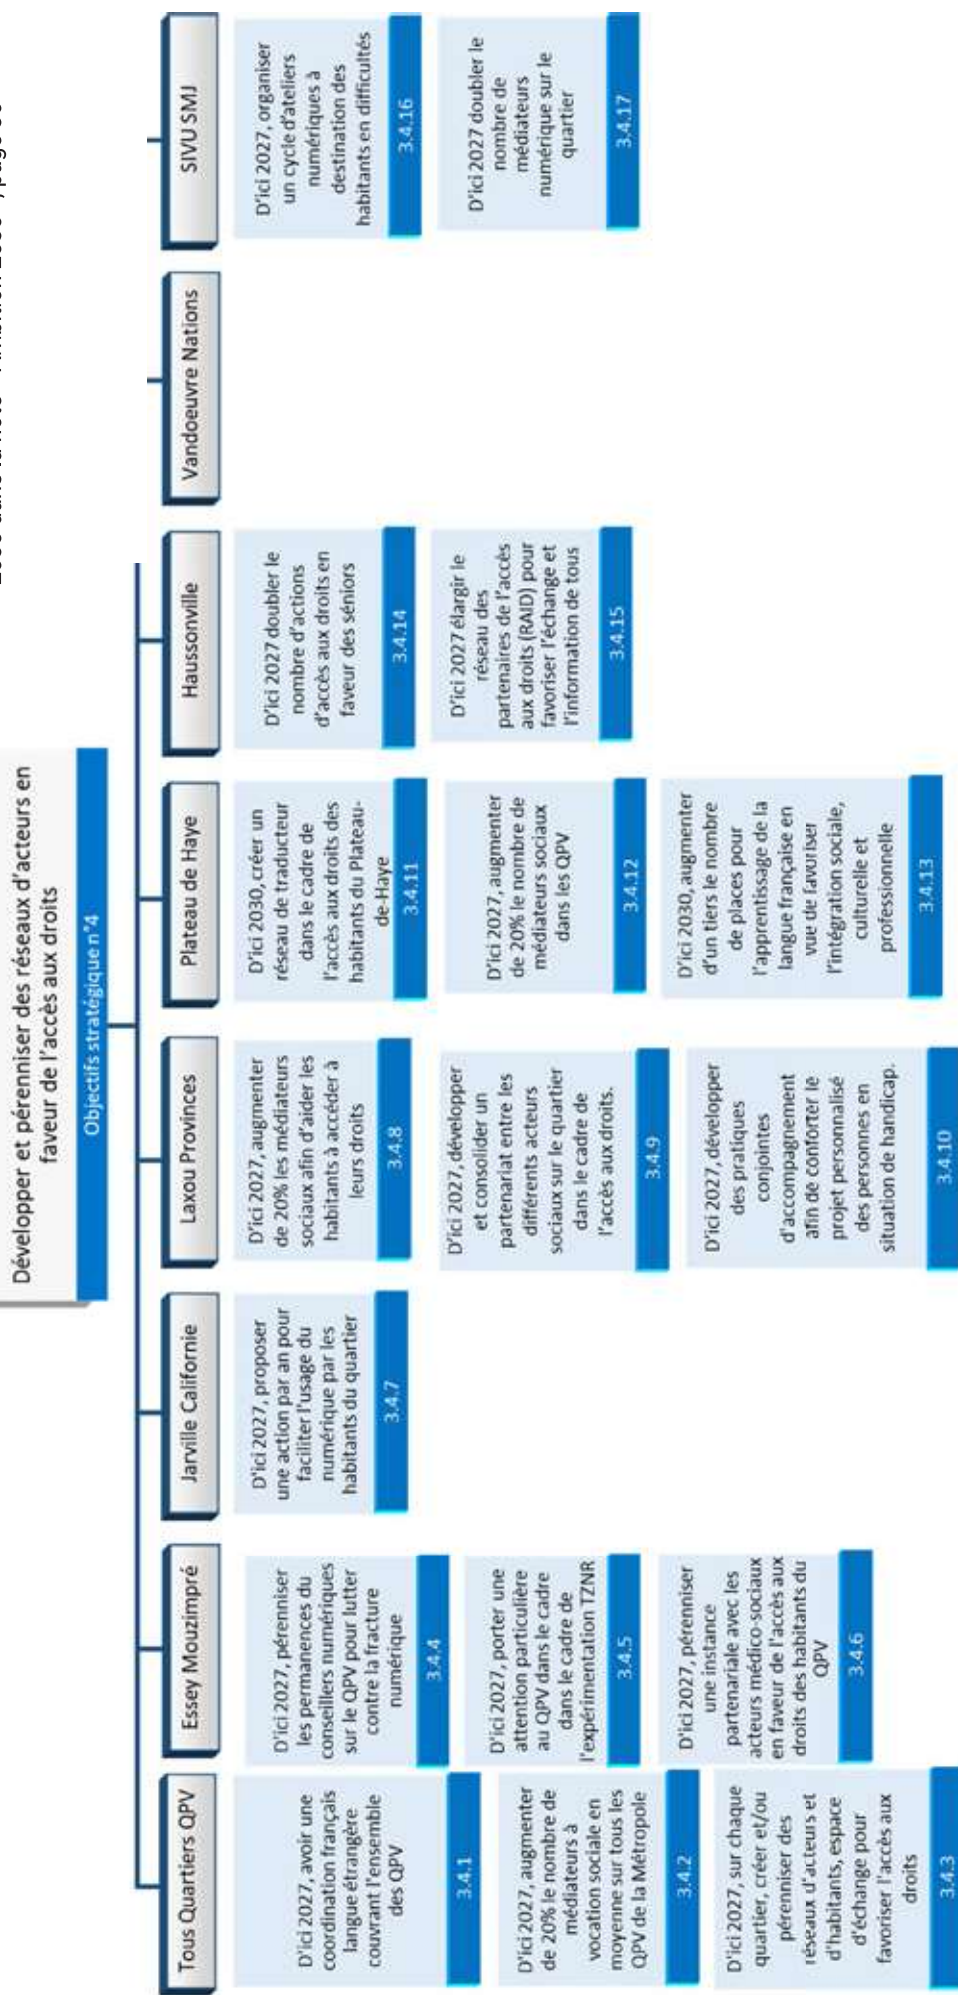 Développer et pérenniser des réseaux d'acteurs en
faveur de l'accès aux droits
Objectifs stratégique n°4
Tous Quartiers QPV
D'ici 2027, avoir une
coordination français
langue étrangère
couvrant l'ensemble
des QPV
3.4.1
D'ici 2027, augmenter
de 20% le nombre de
médiateurs à
vocation sociale en
moyenne sur tous les
QPV de la Métropole
3.4.2
D'ici 2027, sur chaque
quartier, créer et/ou
pérenniser des
réseaux d'acteurs et
d'habitants, espace
d'échange pour
favoriser l'accès aux
droits
3.4.3
Essey Mouzimpré
D'ici 2027, pérenniser
les permanences du
conseillers numériques
sur le QPV pour lutter
contre la fracture
numérique
3.4.4
D'ici 2027, porter une
attention particulière
au QPV dans le cadre
dans le cadre de
l'expérimentation TZNR
3.4.5
D'ici 2027, pérenniser
une instance
partenariale avec les
acteurs médico-sociaux
en faveur de l'accès aux
droits des habitants du
QPV
3.4.6
Jarville Californie
D'ici 2027, proposer
une action par an pour
faciliter l'usage du
numérique par les
habitants du quartier
3.4.7
Laxou Provinces
D'ici 2027, augmenter
de 20% les médiateurs
sociaux afin d'aider les
habitants à accéder à
leurs droits
3.4.8
D'ici 2027, développer
et consolider un
partenariat entre les
différents acteurs
sociaux sur le quartier
dans le cadre de
l'accès aux droits.
3.4.9
D'ici 2027, développer
des pratiques
conjointes
d'accompagnement
afin de conforter le
projet personnalisé
des personnes en
situation de handicap.
3.4.10
Plateau de Haye
D'ici 2030, créer un
réseau de traducteur
dans le cadre de
l'accès aux droits des
habitants du Plateau-
de-Haye
3.4.11
D'ici 2027, augmenter
de 20% le nombre de
médiateurs sociaux
dans les QPV
3.4.12
D'ici 2030, augmenter
d'un tiers le nombre
de places pour
l'apprentissage de la
langue française en
vue de favoriser
l'intégration sociale,
culturelle et
professionnelle
3.4.13
Haussonville
D'ici 2027 doubler le
nombre d'actions
d'accès aux droits en
faveur des séniors
3.4.14
D'ici 2027 élargir le
réseau des
partenaires de l'accès
aux droits (RAID) pour
favoriser l'échange et
l'information de tous
3.4.15
Vandoeuvre Nations
SIVU SMJ
D'ici 2027, organiser
un cycle d'ateliers
numériques à
destination des
habitants en difficultés
3.4.16
D'ici 2027 doubler le
nombre de
médiateurs
numérique sur le
quartier
3.4.17